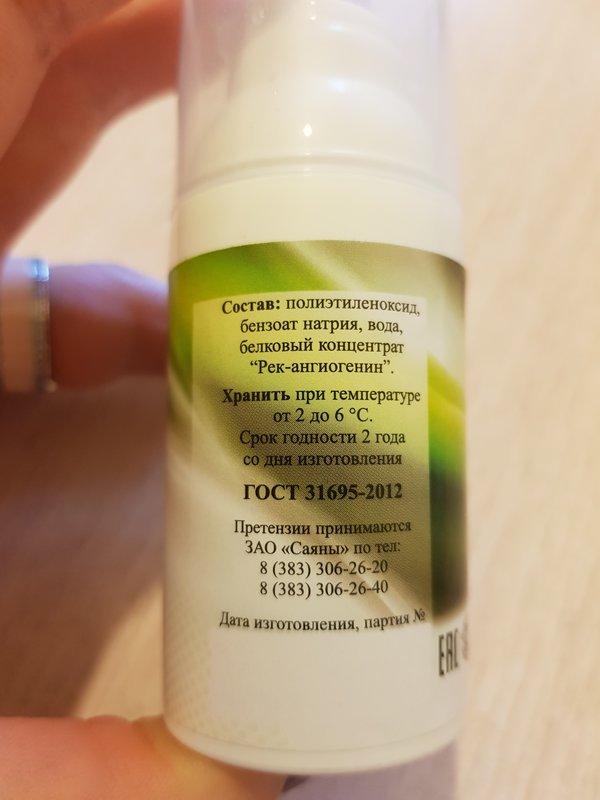 Состав: полиэтиленоксид,
бензоат натрия, вода,
белковый концентрат
“Рек-ангиогенин”.
Хранить при температуре
от 2 до 6 °С.
Срок годности 2 года
со дня изготовления
ГОСТ 31695-2012
Претензии принимаются
ЗАО «Саяны» по тел:
8 (383) 306-26-20
8 (383) 306-26-40
Дата изготовления, партия №
EAC